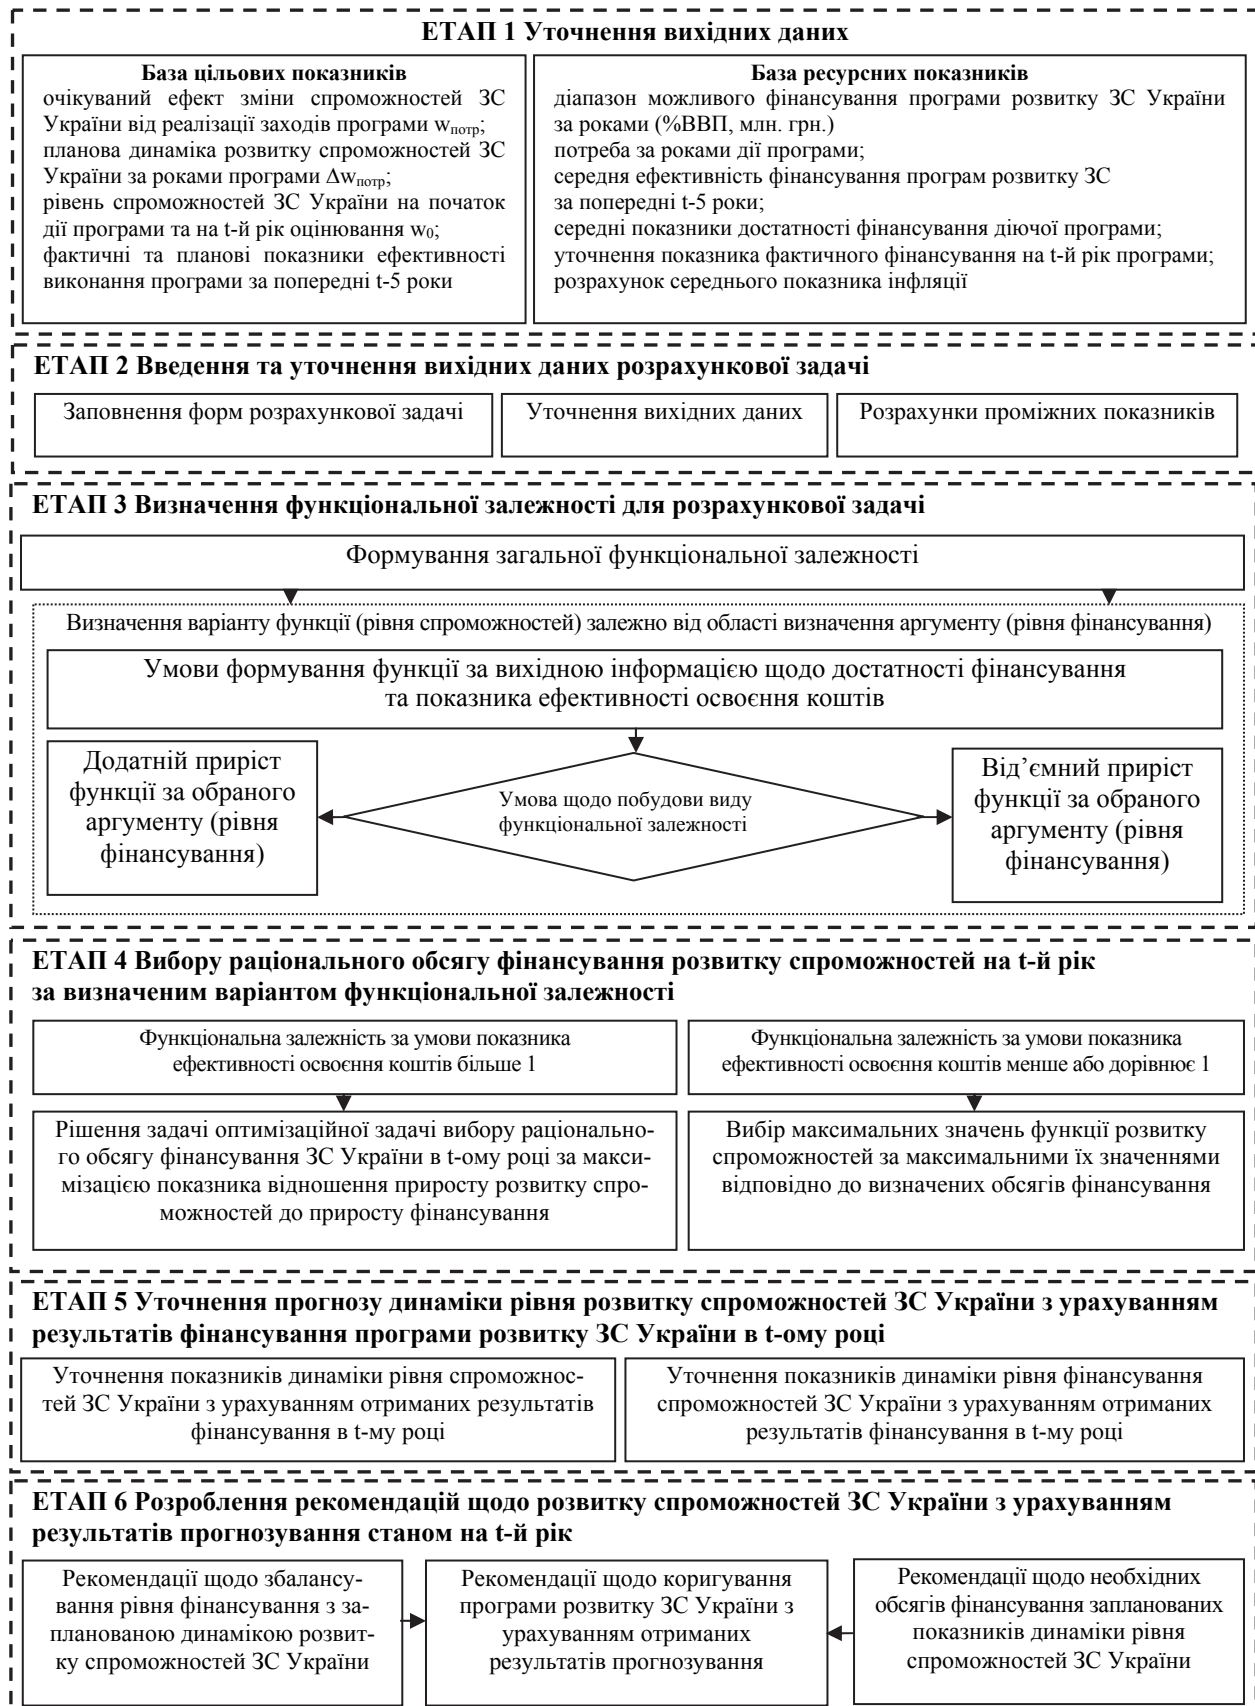 ЕТАП 1 Уточнення вихідних даних
База цільових показників
очікуваний ефект зміни спроможностей ЗС
України від реалізації заходів програми wпотр;
планова динаміка розвитку спроможностей ЗС
України за роками програми Δwпотр;
рівень спроможностей ЗС України на початок
дії програми та на t-й рік оцінювання w0;
фактичні та планові показники ефективності
виконання програми за попередні t-5 роки
База ресурсних показників
діапазон можливого фінансування програми розвитку ЗС України
за роками (%ВВП, млн. грн.)
потреба за роками дії програми;
середня ефективність фінансування програм розвитку ЗС
за попередні t-5 роки;
середні показники достатності фінансування діючої програми;
уточнення показника фактичного фінансування на t-й рік програми;
розрахунок середнього показника інфляції
ЕТАП 2 Введення та уточнення вихідних даних розрахункової задачі
Заповнення форм розрахункової задачі
Уточнення вихідних даних
Розрахунки проміжних показників
ЕТАП 3 Визначення функціональної залежності для розрахункової задачі
Формування загальної функціональної залежності
Визначення варіанту функції (рівня спроможностей) залежно від області визначення аргументу (рівня фінансування)
Умови формування функції за вихідною інформацією щодо достатності фінансування
та показника ефективності освоєння коштів
Додатній приріст
функції за обраного
аргументу (рівня
фінансування)
Умова щодо побудови виду
функціональної залежності
Від’ємний приріст
функції за обраного
аргументу (рівня
фінансування)
ЕТАП 4 Вибору раціонального обсягу фінансування розвитку спроможностей на t-й рік
за визначеним варіантом функціональної залежності
Функціональна залежність за умови показника
ефективності освоєння коштів більше 1
Функціональна залежність за умови показника
ефективності освоєння коштів менше або дорівнює 1
Рішення задачі оптимізаційної задачі вибору раціонально-
го обсягу фінансування ЗС України в t-ому році за макси-
мізацією показника відношення приросту розвитку спро-
можностей до приросту фінансування
Вибір максимальних значень функції розвитку
спроможностей за максимальними їх значеннями
відповідно до визначених обсягів фінансування
ЕТАП 5 Уточнення прогнозу динаміки рівня розвитку спроможностей ЗС України з урахуванням
результатів фінансування програми розвитку ЗС України в t-ому році
Уточнення показників динаміки рівня спроможнос-
тей ЗС України з урахуванням отриманих результатів
фінансування в t-му році
Уточнення показників динаміки рівня фінансування
спроможностей ЗС України з урахуванням отриманих
результатів фінансування в t-му році
ЕТАП 6 Розроблення рекомендацій щодо розвитку спроможностей ЗС України з урахуванням
результатів прогнозування станом на t-й рік
Рекомендації щодо збалансу-
вання рівня фінансування з за-
планованою динамікою розвит-
ку спроможностей ЗС України
Рекомендації щодо коригування
програми розвитку ЗС України з
урахуванням отриманих
результатів прогнозування
Рекомендації щодо необхідних
обсягів фінансування запланованих
показників динаміки рівня
спроможностей ЗС України